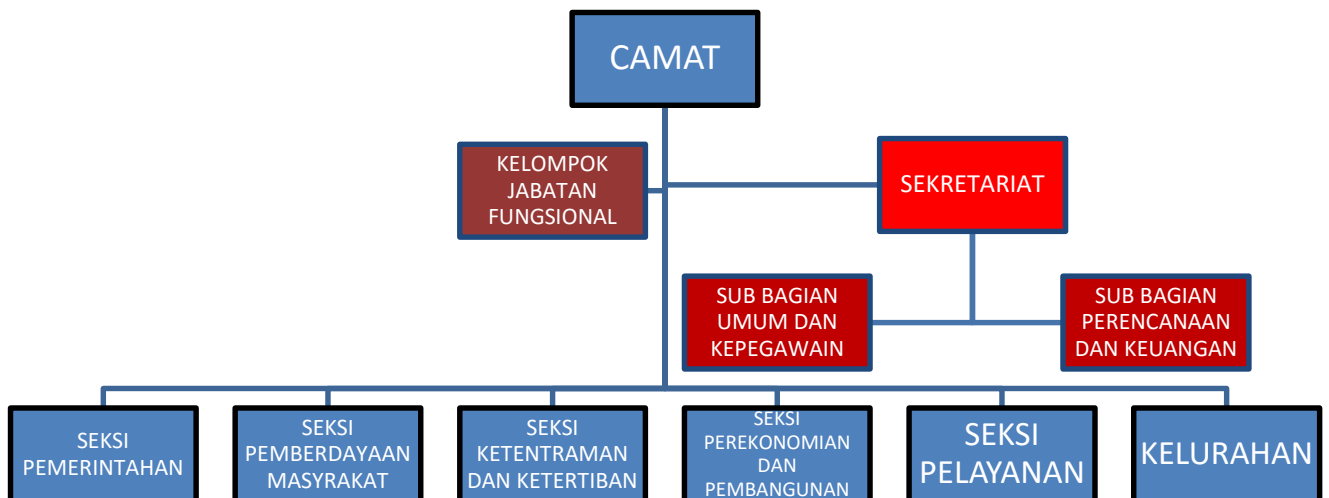 CAMAT
KELOMPOK
JABATAN
FUNGSIONAL
SEKRETARIAT
SUB BAGIAN
UMUM DAN
KEPEGAWAIN
SUB BAGIAN
PERENCANAAN
DAN KEUANGAN
SEKSI
PEMERINTAHAN
SEKSI
PEMBERDAYAAN
MASYRAKAT
SEKSI
KETENTRAMAN
DAN KETERTIBAN
SEKSI
PEREKONOMIAN
DAN
PEMBANGUNAN
SEKSI
PELAYANAN
KELURAHAN